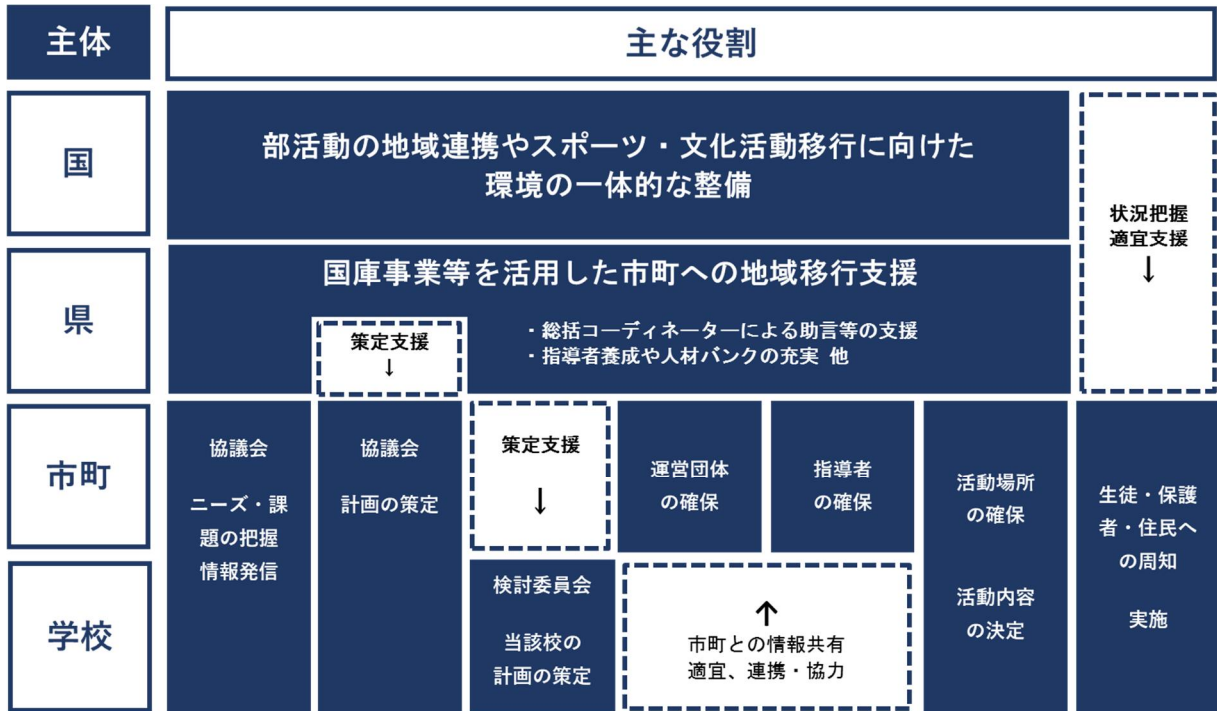 主体
主な役割
国
部活動の地域連携やスポーツ・文化活動移行に向けた
環境の一体的な整備
状況把握
適宜支援
↓
県
国庫事業等を活用した市町への地域移行支援
・総括コーディネーターによる助言等の支援
・指導者養成や人材バンクの充実 他
策定支援
↓
市町
協議会
ニーズ・課
題の把握
情報発信
協議会
計画の策定
策定支援
↓
運営団体
の確保
指導者
の確保
活動場所
の確保
活動内容
の決定
生徒・保護
者・住民へ
の周知
実施
学校
検討委員会
当該校の
計画の策定
↑
市町との情報共有
適宜、連携・協力